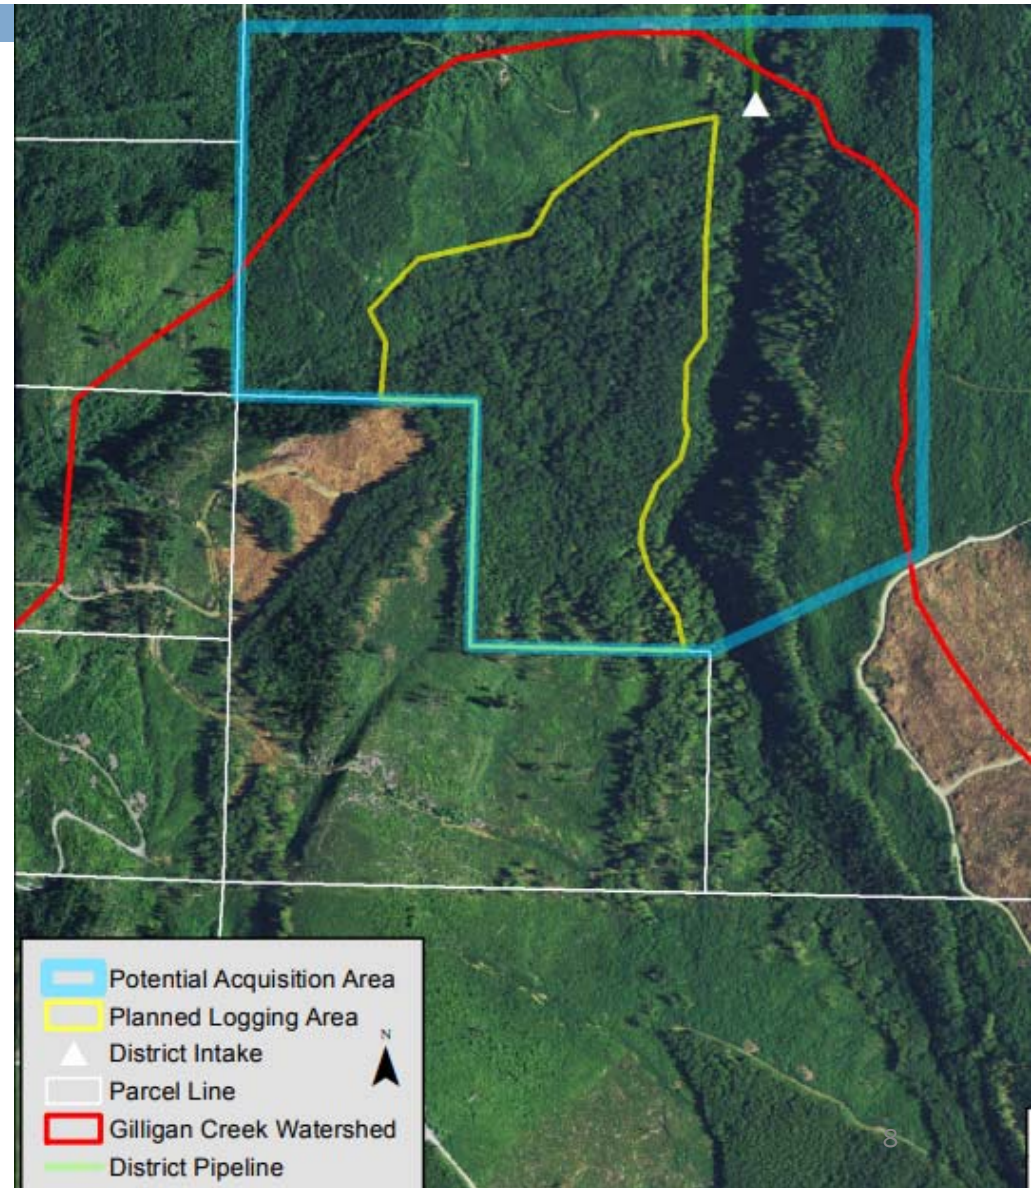 Potential Acquisition Area
Planned Logging Area
N
District Intake
Parcel Line
Gilligan Creek Watershed
District Pipeline
8